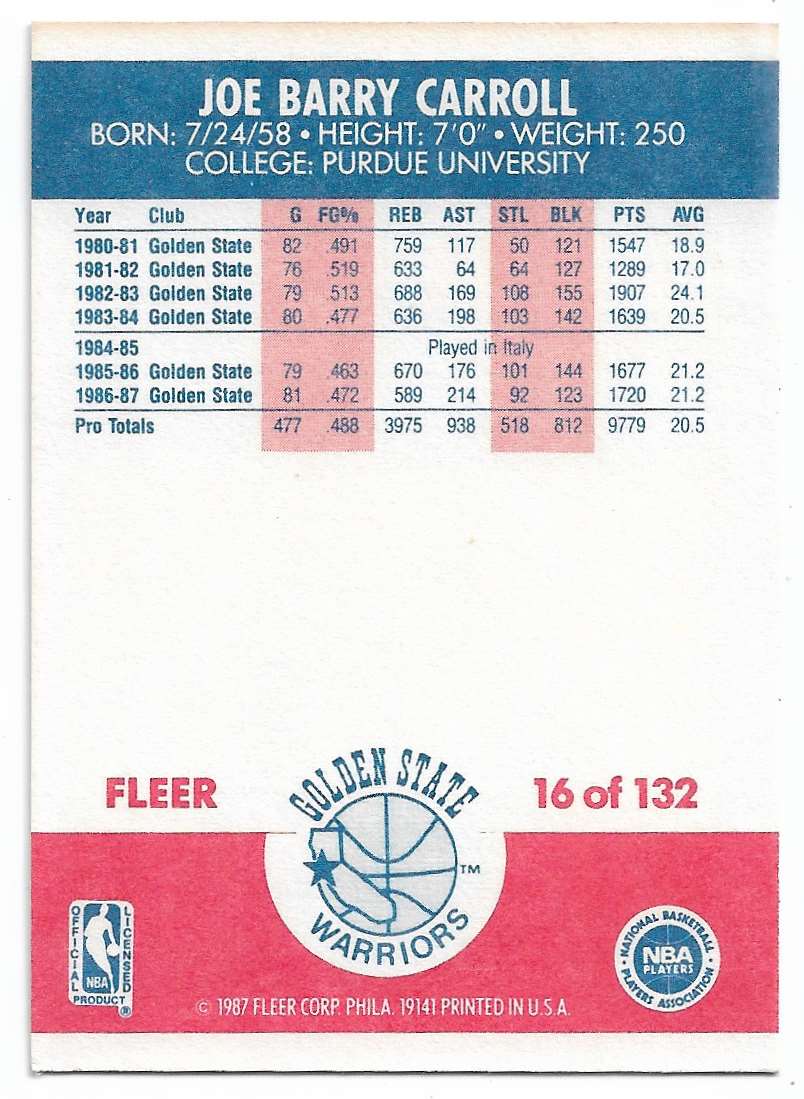 JOE BARRY CARROLL
BORN: 7/24/58 • HEIGHT: 7'0" • WEIGHT: 250
COLLEGE: PURDUE UNIVERSITY
Year Club G FG% REB AST STL BLK PTS AVG
1980-81 Golden State 82 .491 759 117 50 121 1547 18.9
1981-82 Golden State 76 .519 633 64 64 127 1289 17.0
1982-83 Golden State 79 .513 688 169 108 155 1907 24.1
1983-84 Golden State 80 .477 636 198 103 142 1639 20.5
1984-85 Played in Italy
1985-86 Golden State 79 .463 670 176 101 144 1677 21.2
1986-87 Golden State 81 .472 589 214 92 123 1720 21.2
Pro Totals 477 .488 3975 938 518 812 9779 20.5
FLEER
GOLDEN STATE
WARRIORS
TM
16 of 132
OFFICIAL
LICENSED
NBA
PRODUCT
®
NATIONAL BASKETBALL
NBA
PLAYERS
PLAYERS ASSOCIATION
© 1987 FLEER CORP. PHILA. 19141 PRINTED IN U.S.A.